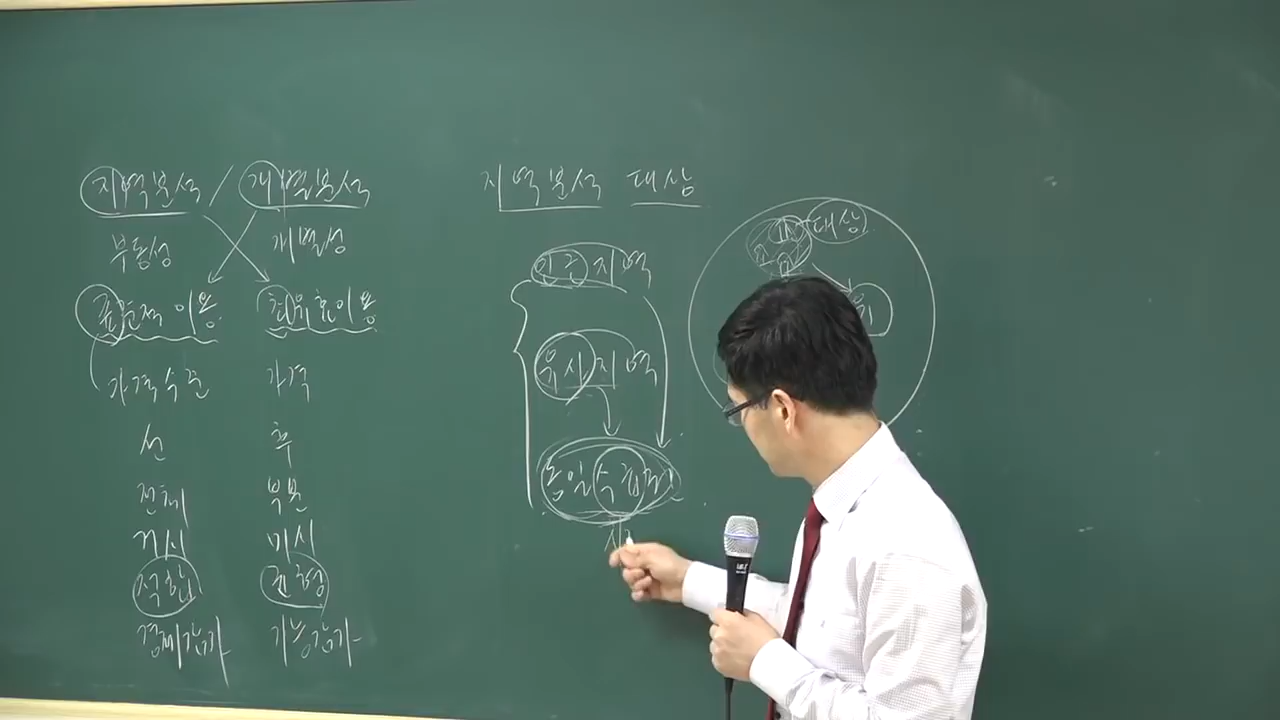 지역분석 / 개별분석
부동성 개별성
표준적 이용 최유효이용
가격수준 가격
선 후
전체 부분
거시 미시
적합 균형
경제감가 기능감가
지역분석 대상
인근지역
유사지역
동일수급권
대상